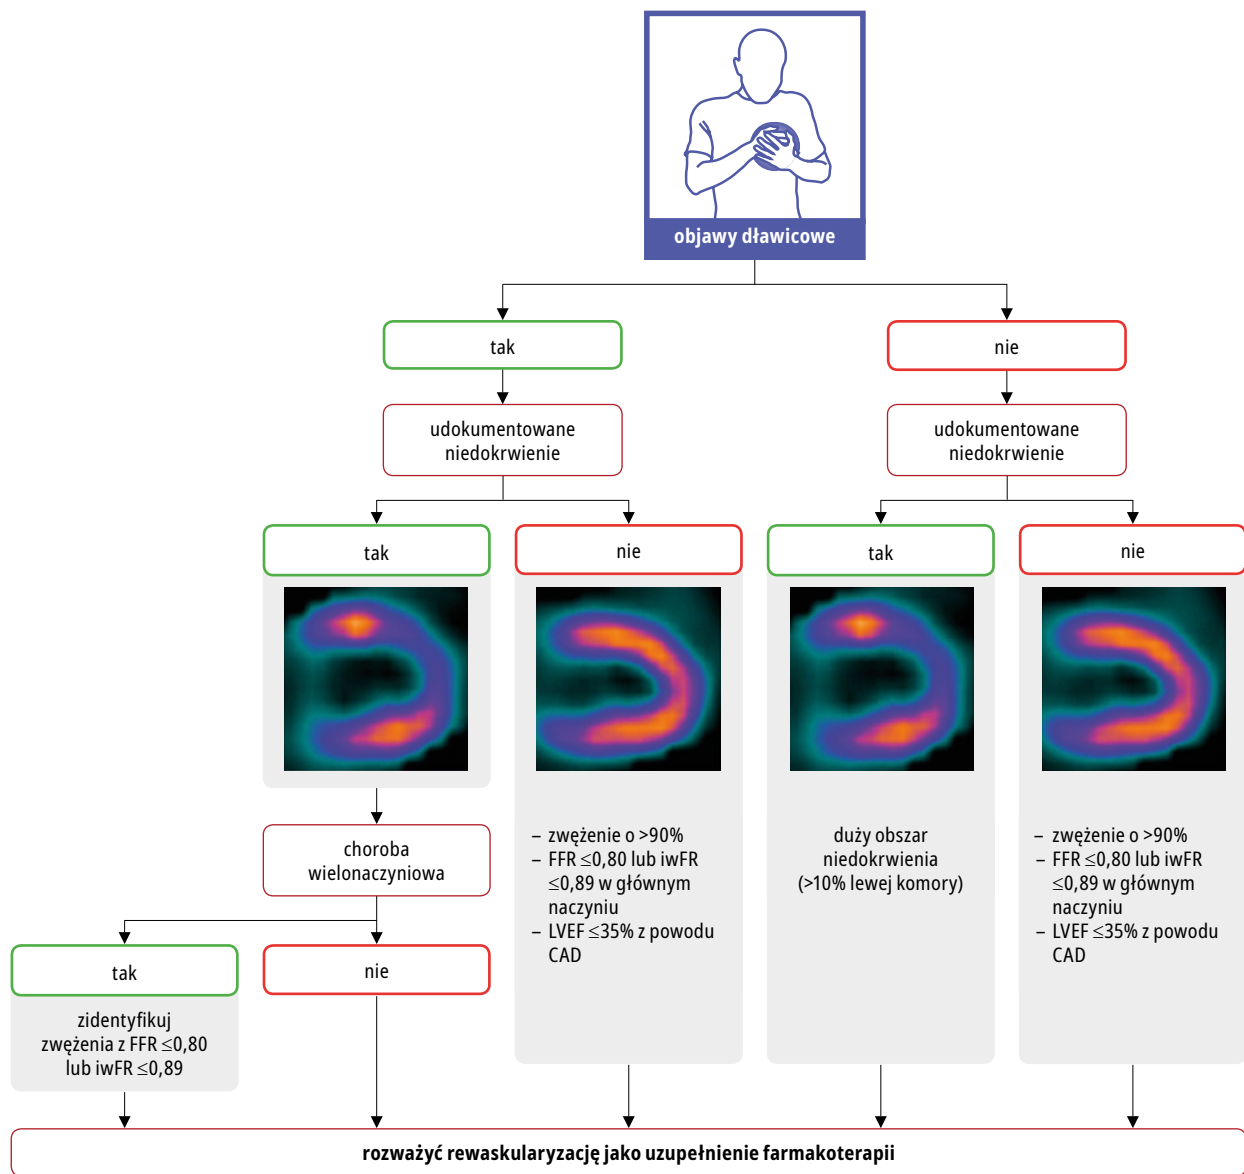 objawy dławicowe
tak
nie
udokumentowane
niedokrwienie
udokumentowane
niedokrwienie
tak
nie
tak
nie
choroba
wielonaczyniowa
– zwężenie o >90%
– FFR ≤0,80 lub iwFR
≤0,89 w głównym
naczyniu
– LVEF ≤35% z powodu
CAD
duży obszar
niedokrwienia
(>10% lewej komory)
– zwężenie o >90%
– FFR ≤0,80 lub iwFR
≤0,89 w głównym
naczyniu
– LVEF ≤35% z powodu
CAD
tak
nie
zidentyfikuj
zwężenia z FFR ≤0,80
lub iwFR ≤0,89
rozważyć rewaskularyzację jako uzupełnienie farmakoterapii